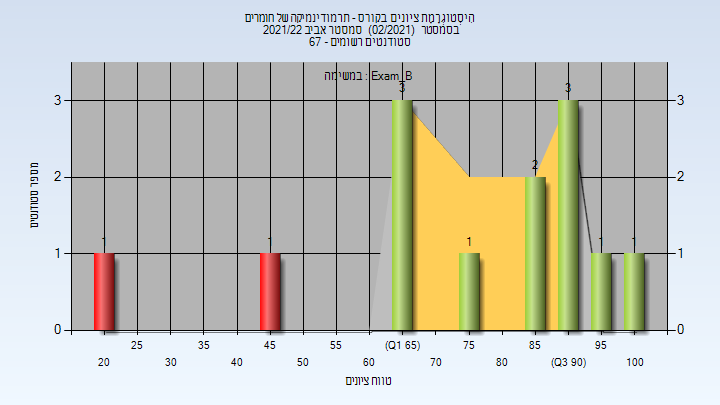 הִיסְטוֹגְרָמַת ציונים בקורס - תרמודינמיקה של חומרים
בסמסטר (02/2021) סמסטר אביב 2021/22
סטודנטים רשומים - 67
במשימה : Exam_B
3 3
3 3
2
2 2
1 1 1 1 1
1 1
0 0
מספר סטודנטים
25 35 45 55 (Q1 65) 75 85 95
20 30 40 50 60 70 80 (Q3 90) 100
טווח ציונים